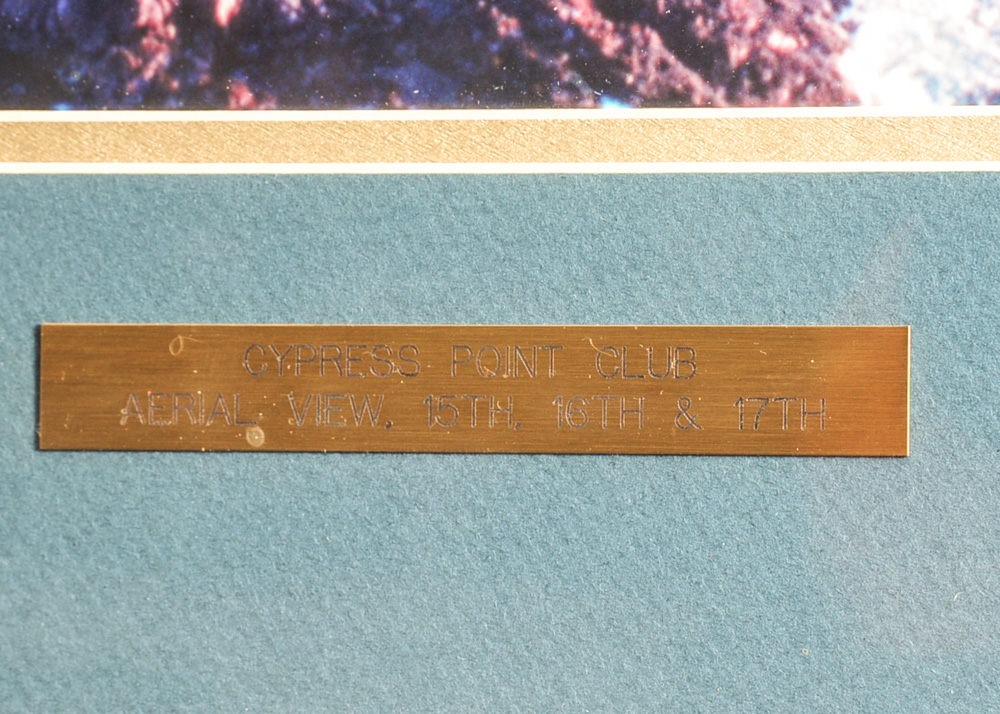 CYPRESS POINT CLUB
AERIAL VIEW, 15TH, 16TH & 17TH